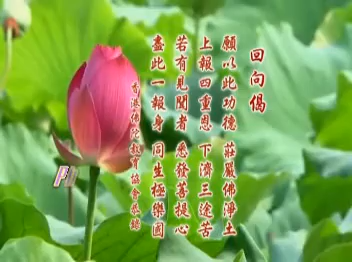 回向偈
願以此功德 莊嚴佛淨土
上報四重恩 下濟三途苦
若有見聞者 悉發菩提心
盡此一報身 同生極樂國
香港佛陀教育協會恭錄